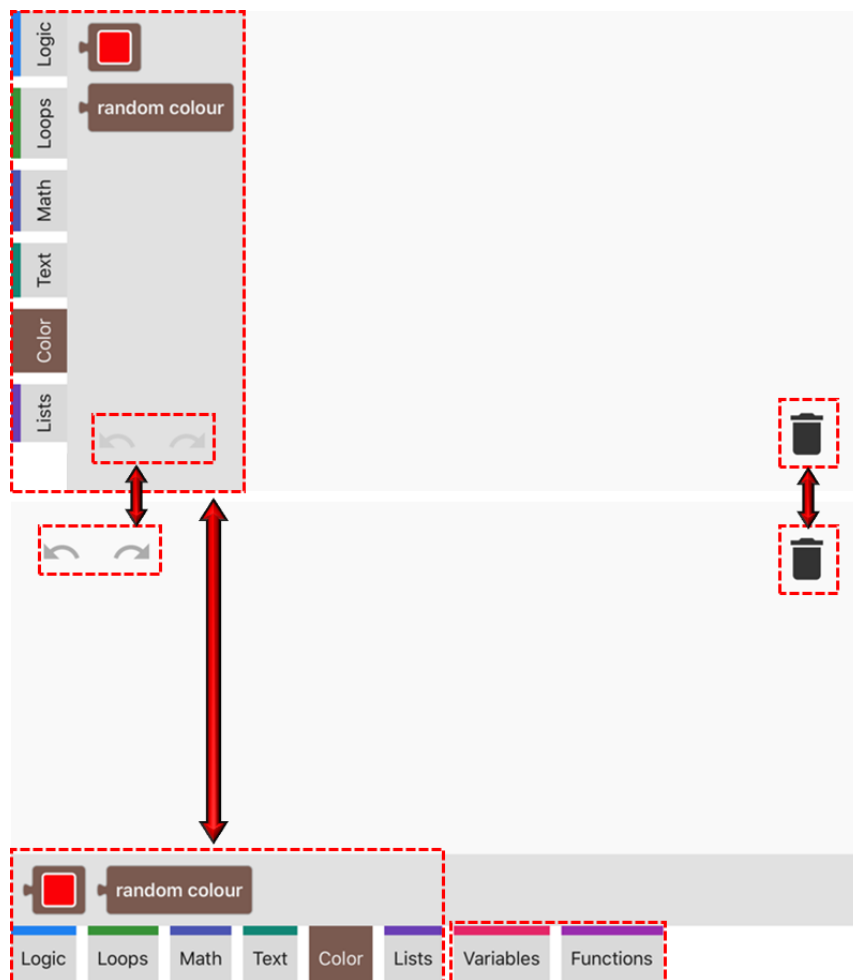 Logic
random colour
Loops
Math
Text
Color
Lists
random colour
Logic Loops Math Text Color Lists Variables Functions